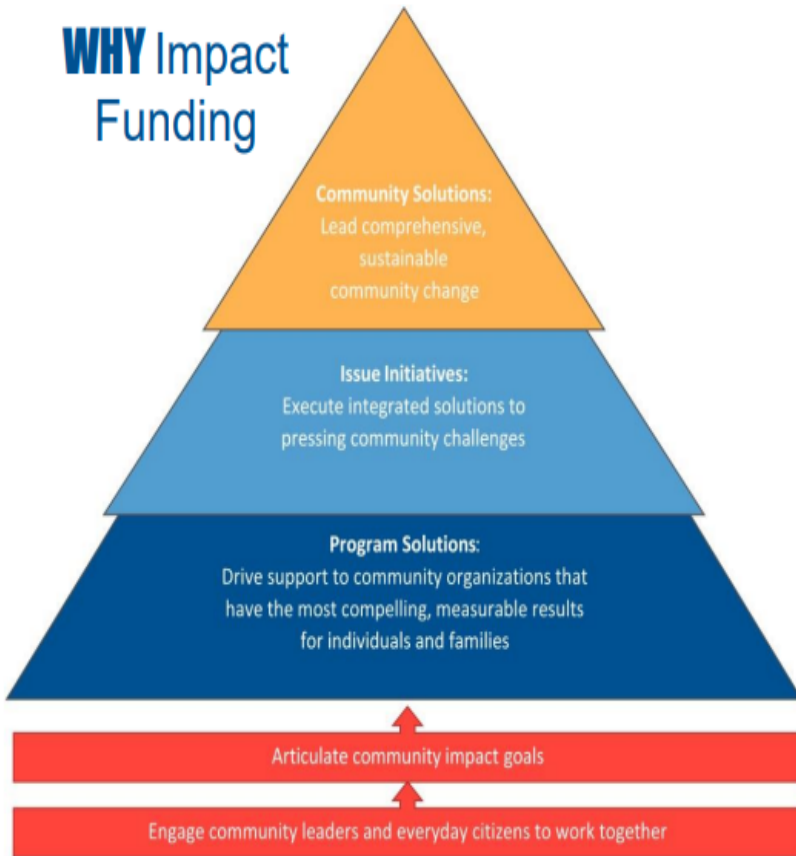 WHY Impact
Funding
Community Solutions:
Lead comprehensive,
sustainable
community change
Issue Initiatives:
Execute integrated solutions to
pressing community challenges
Program Solutions:
Drive support to community organizations that
have the most compelling, measurable results
for individuals and families
Articulate community impact goals
Engage community leaders and everyday citizens to work together